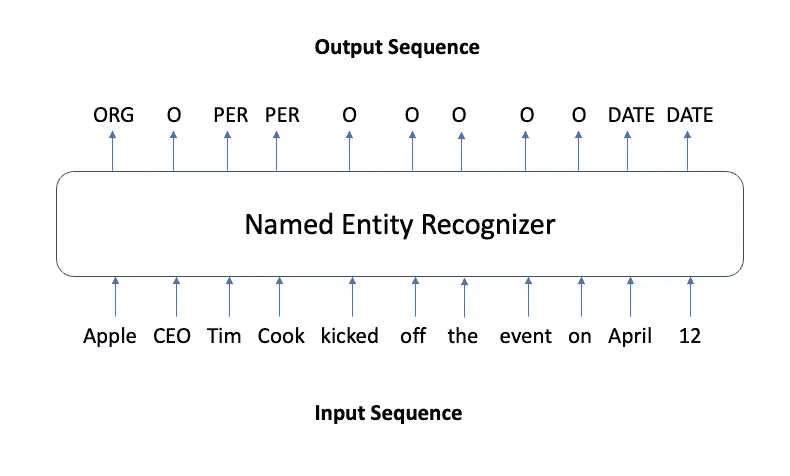 Output Sequence
ORG O PER PER O O O O O DATE DATE
Named Entity Recognizer
Apple CEO Tim Cook kicked off the event on April 12
Input Sequence